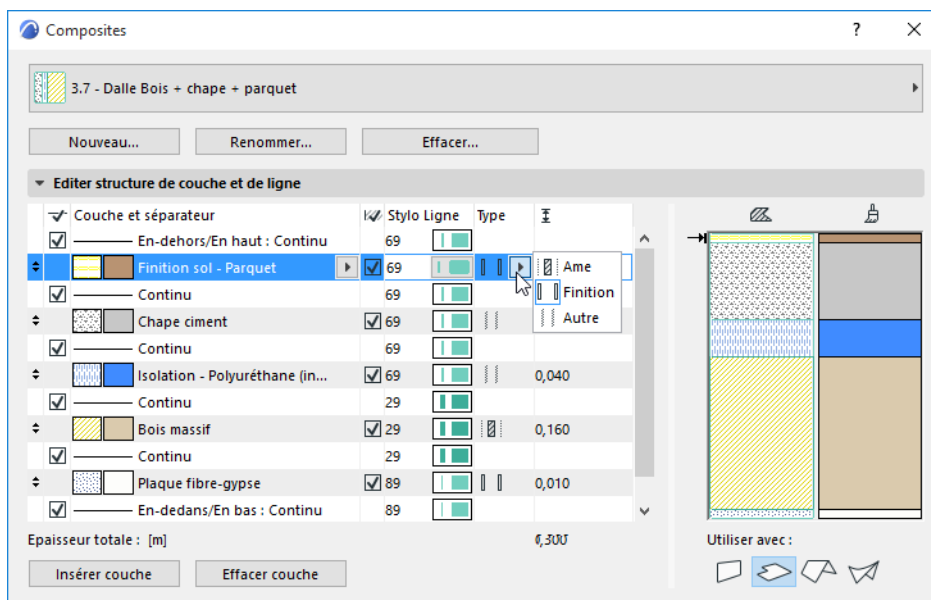 Composites ?
3.7 - Dalle Bois + chape + parquet
Nouveau... Renommer... Effacer...
Editer structure de couche et de ligne
Couche et séparateur Stylo Ligne Type
En-dehors/En haut : Continu 69
Finition sol - Parquet 69 Ame
Continu 69 Finition
Chape ciment 69 Autre
Continu 69
Isolation - Polyuréthane (in... 69 0,040
Continu 29
Bois massif 29 0,160
Continu 29
Plaque fibre-gypse 89 0,010
En-dedans/En bas : Continu 89
Epaisseur totale : [m] 0,300 Utiliser avec :
Insérer couche Effacer couche